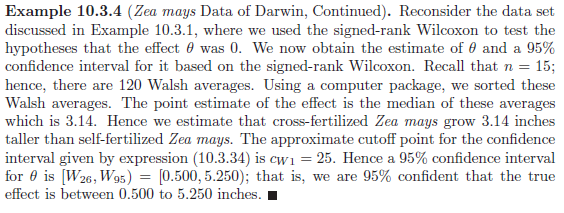 Example 10.3.4 (Zea mays Data of Darwin, Continued). Reconsider the data set
discussed in Example 10.3.1, where we used the signed-rank Wilcoxon to test the
hypotheses that the effect θ was 0. We now obtain the estimate of θ and a 95%
confidence interval for it based on the signed-rank Wilcoxon. Recall that n = 15;
hence, there are 120 Walsh averages. Using a computer package, we sorted these
Walsh averages. The point estimate of the effect is the median of these averages
which is 3.14. Hence we estimate that cross-fertilized Zea mays grow 3.14 inches
taller than self-fertilized Zea mays. The approximate cutoff point for the confidence
interval given by expression (10.3.34) is c_{W1} = 25. Hence a 95% confidence interval
for θ is [W_{26}, W_{95}) = [0.500, 5.250); that is, we are 95% confident that the true
effect is between 0.500 to 5.250 inches. ■